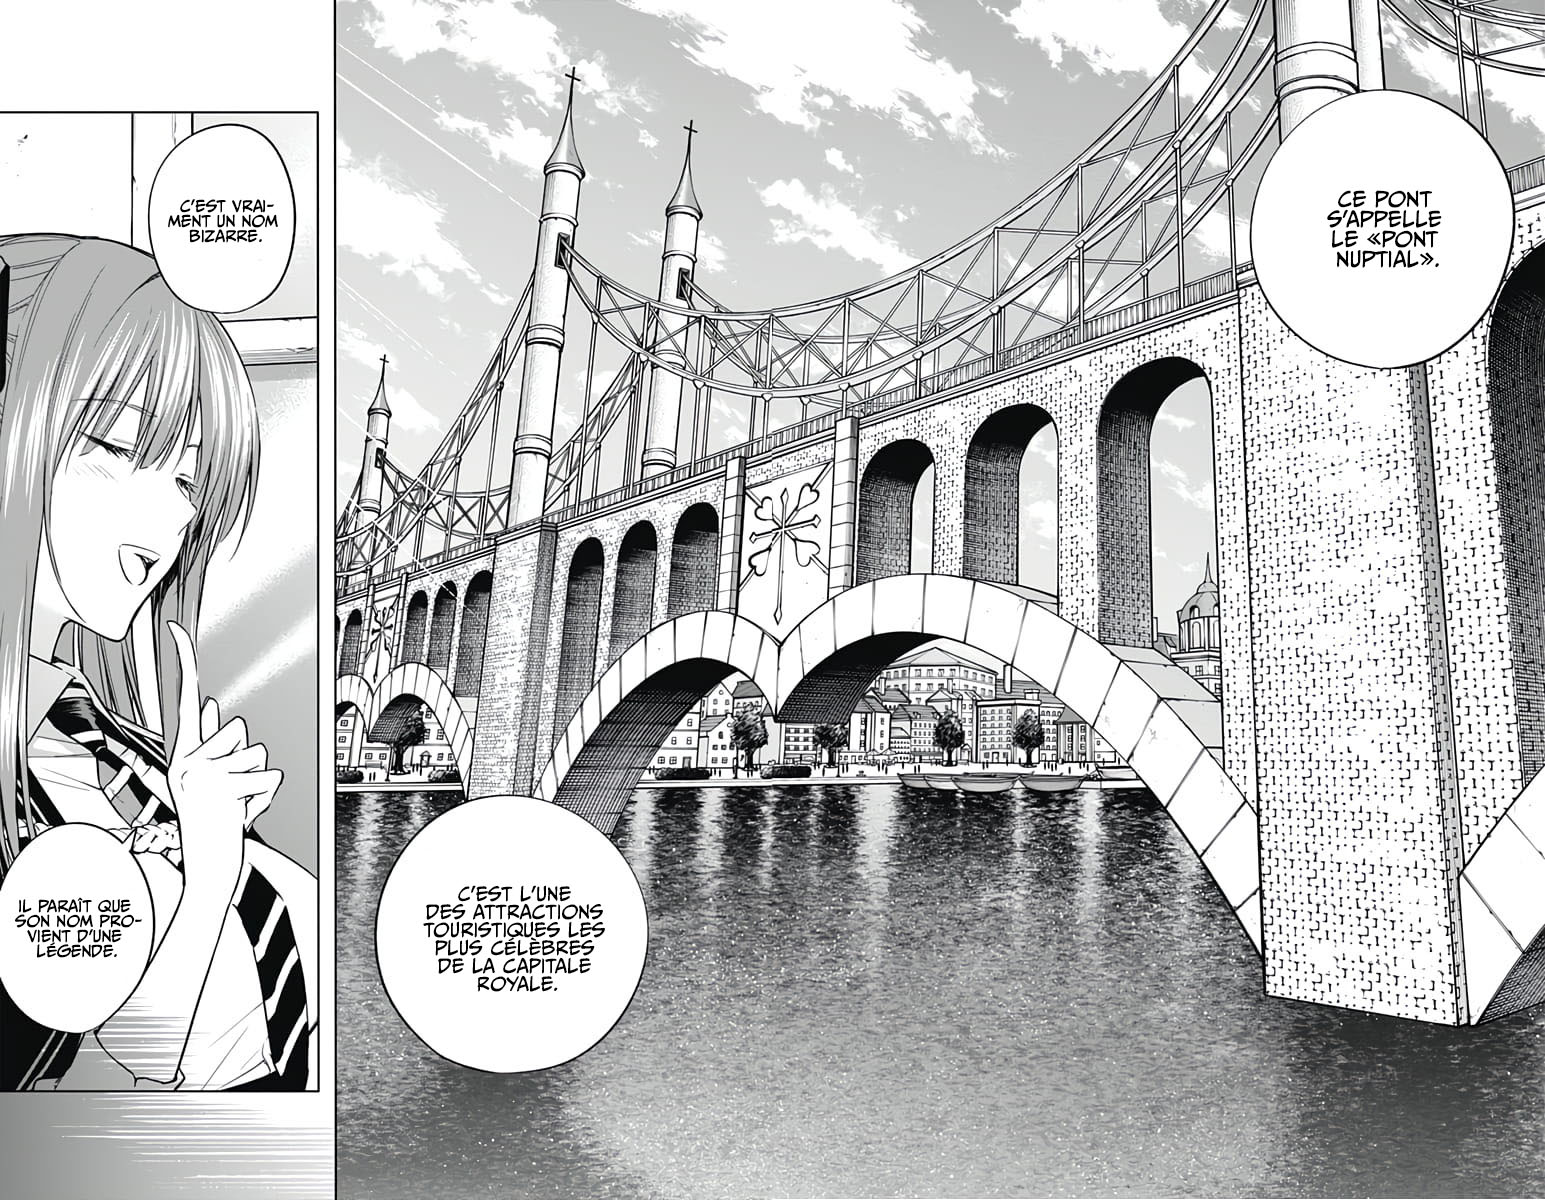 CE PONT
S'APPELLE
LE «PONT
NUPTIAL».
C'EST L'UNE
DES ATTRACTIONS
TOURISTIQUES LES
PLUS CÉLÈBRES
DE LA CAPITALE
ROYALE.
C'EST VRAI-
MENT UN NOM
BIZARRE.
IL PARAÎT QUE
SON NOM PRO-
VIENT D'UNE
LÉGENDE.